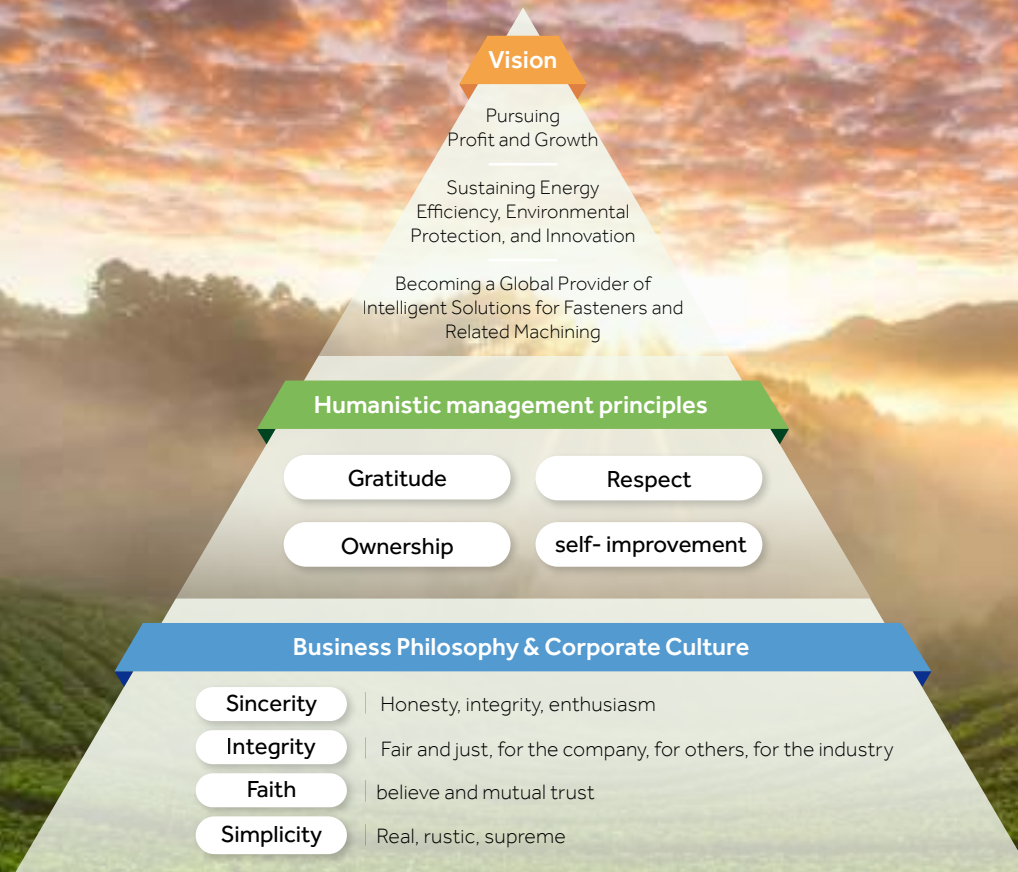 Vision
Pursuing
Profit and Growth
Sustaining Energy
Efficiency, Environmental
Protection, and Innovation
Becoming a Global Provider of
Intelligent Solutions for Fasteners and
Related Machining
Humanistic management principles
Gratitude
Respect
Ownership
self- improvement
Business Philosophy & Corporate Culture
Sincerity
Honesty, integrity, enthusiasm
Integrity
Fair and just, for the company, for others, for the industry
Faith
believe and mutual trust
Simplicity
Real, rustic, supreme